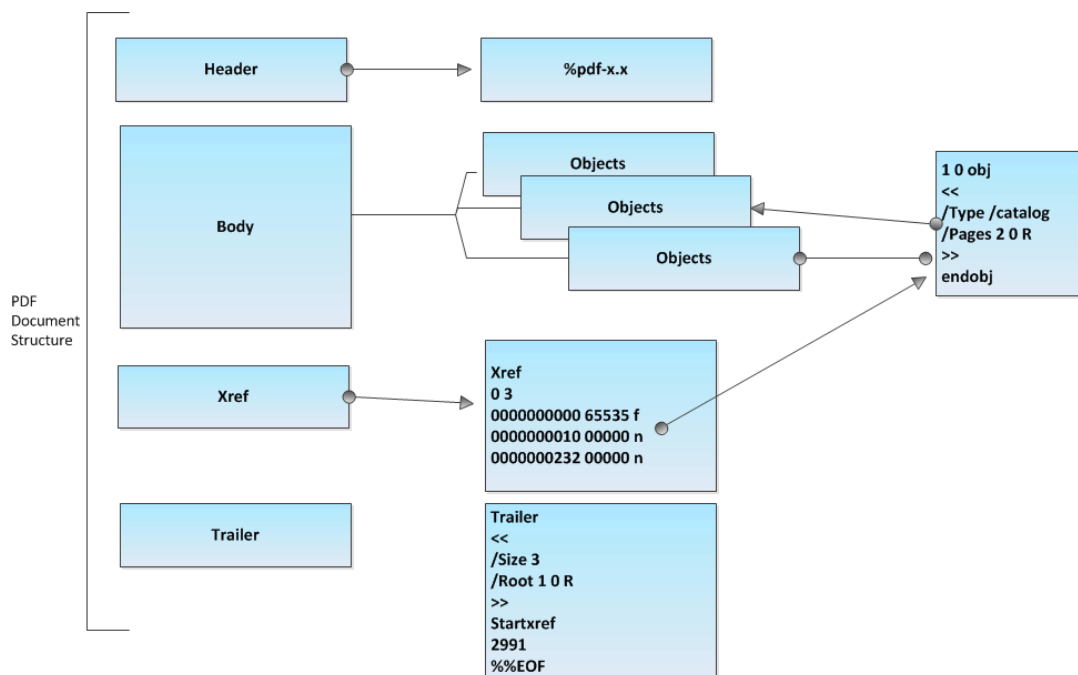 PDF
Document
Structure
Header
%pdf-x.x
Body
Objects
Objects
Objects
1 0 obj
<<
/Type /catalog
/Pages 2 0 R
>>
endobj
Xref
Xref
0 3
0000000000 65535 f
0000000010 00000 n
0000000232 00000 n
Trailer
Trailer
<<
/Size 3
/Root 1 0 R
>>
Startxref
2991
%%EOF